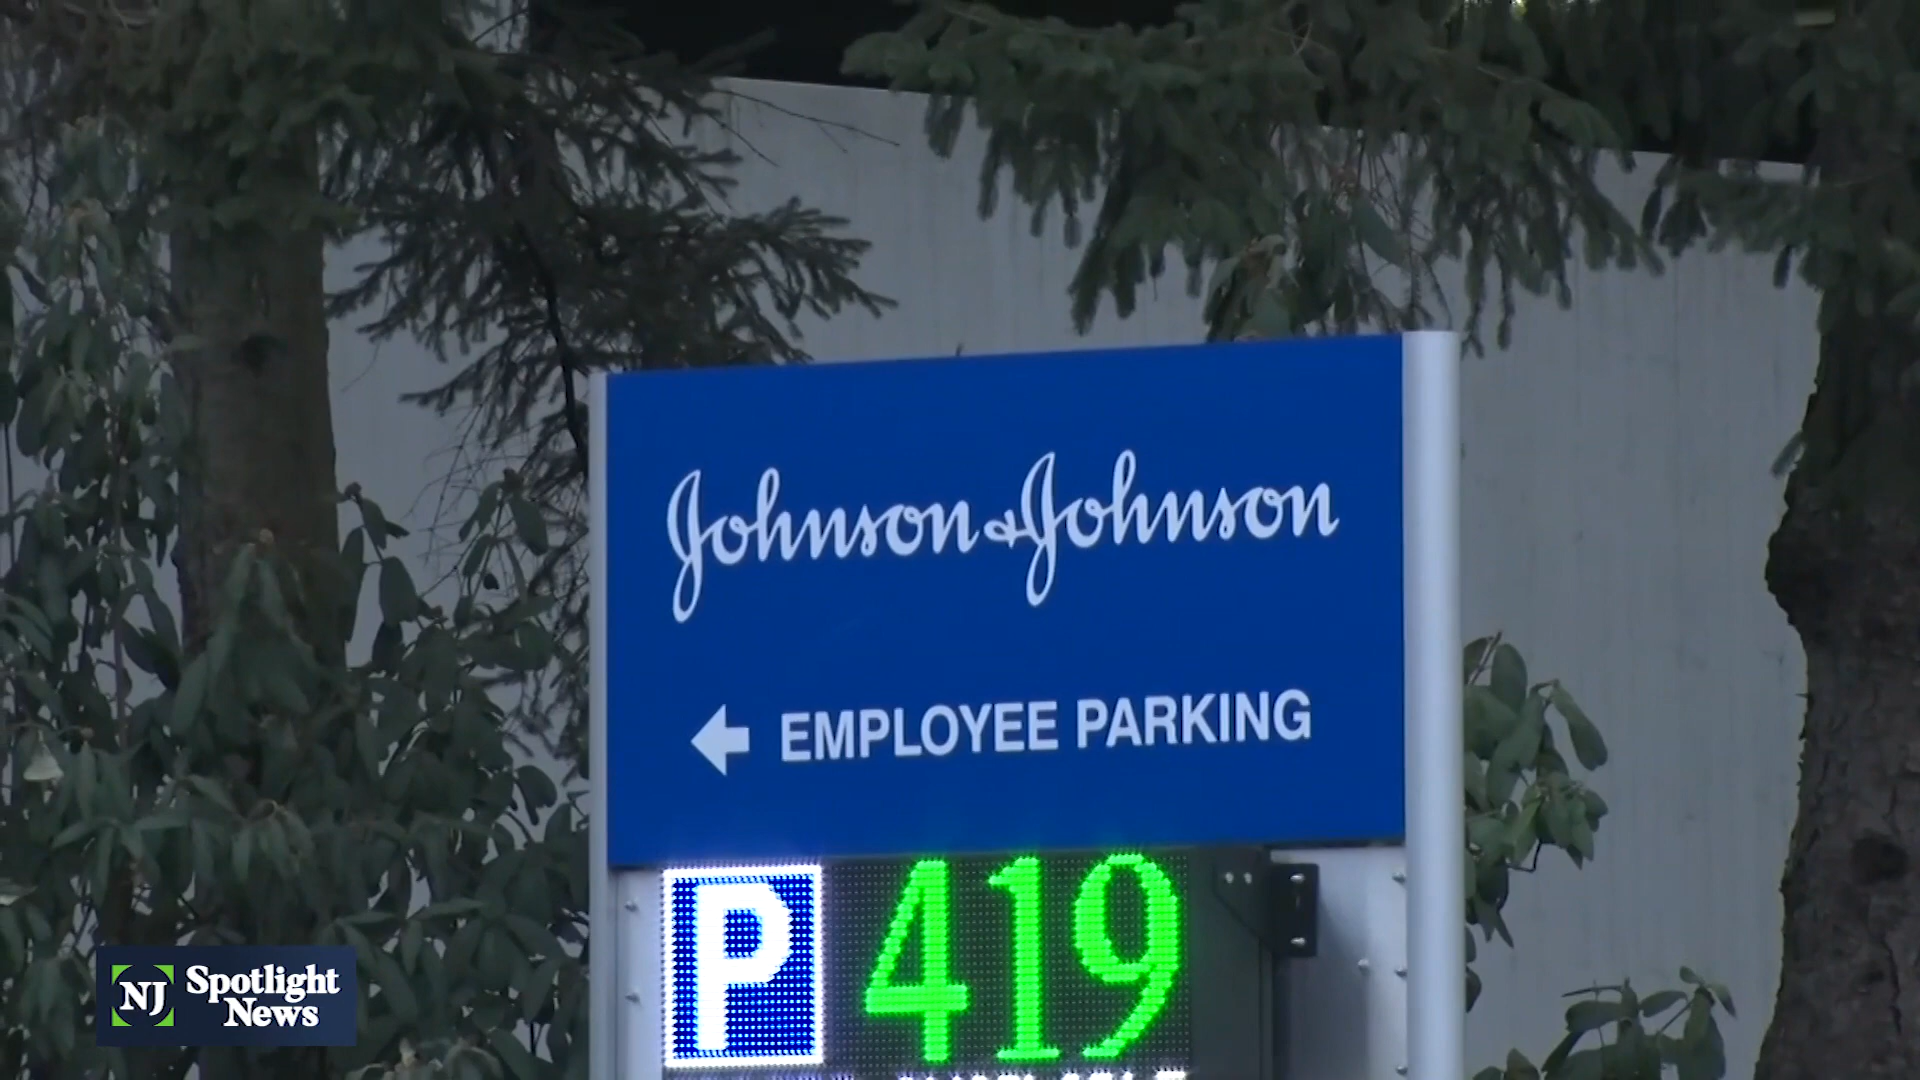 Johnson & Johnson
EMPLOYEE PARKING
P 419
NJ Spotlight
News